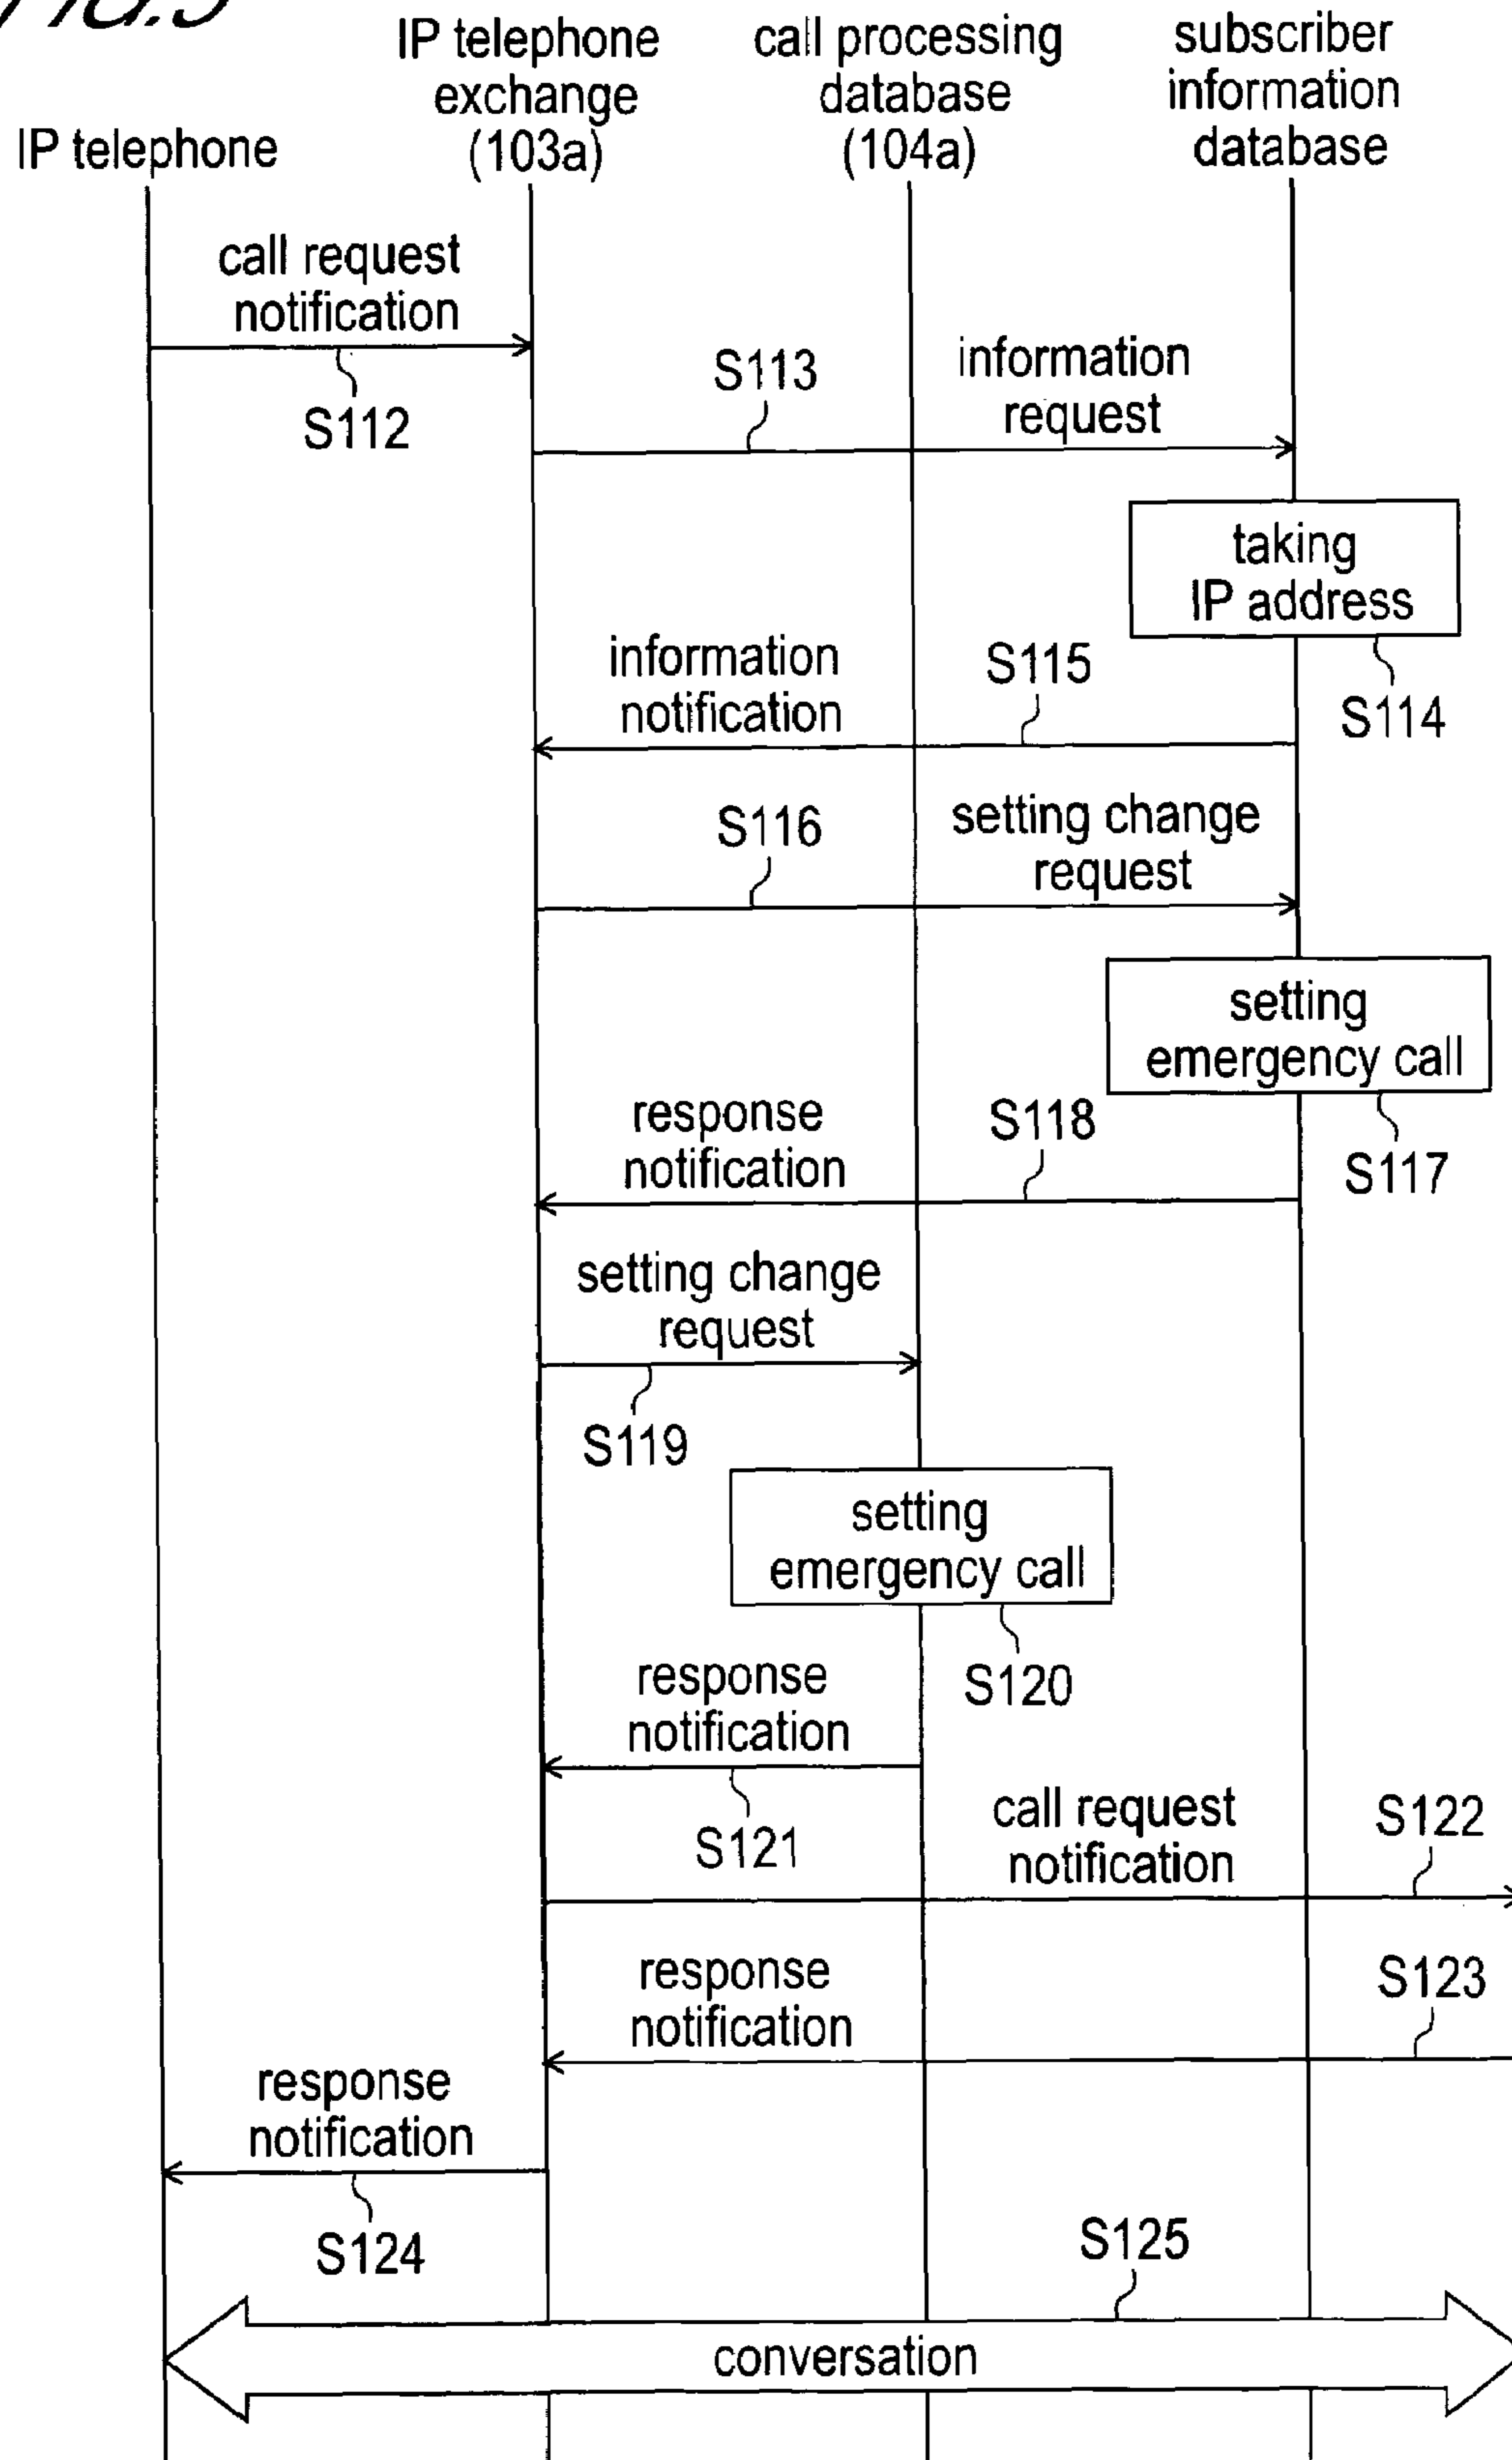 IP telephone
exchange
(103a)
call processing
database
(104a)
subscriber
information
database
IP telephone
call request
notification
S112
S113
information
request
taking
IP address
S114
information
notification
S115
S116
setting change
request
setting
emergency call
S117
response
notification
S118
setting change
request
S119
setting
emergency call
S120
response
notification
S121
call request
notification
S122
response
notification
S123
response
notification
S124
S125
conversation